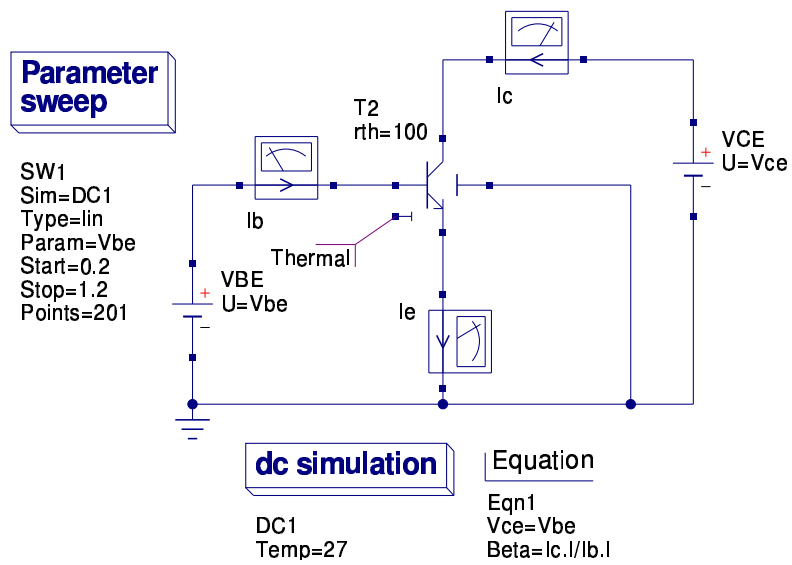 Parameter
sweep
SW1
Sim=DC1
Type=lin
Param=Vbe
Start=0.2
Stop=1.2
Points=201
Ib
VBE
U=Vbe
+
−
T2
rth=100
Thermal
Ic
Ie
VCE
U=Vce
+
−
dc simulation
DC1
Temp=27
Equation
Eqn1
Vce=Vbe
Beta=Ic.I/Ib.I